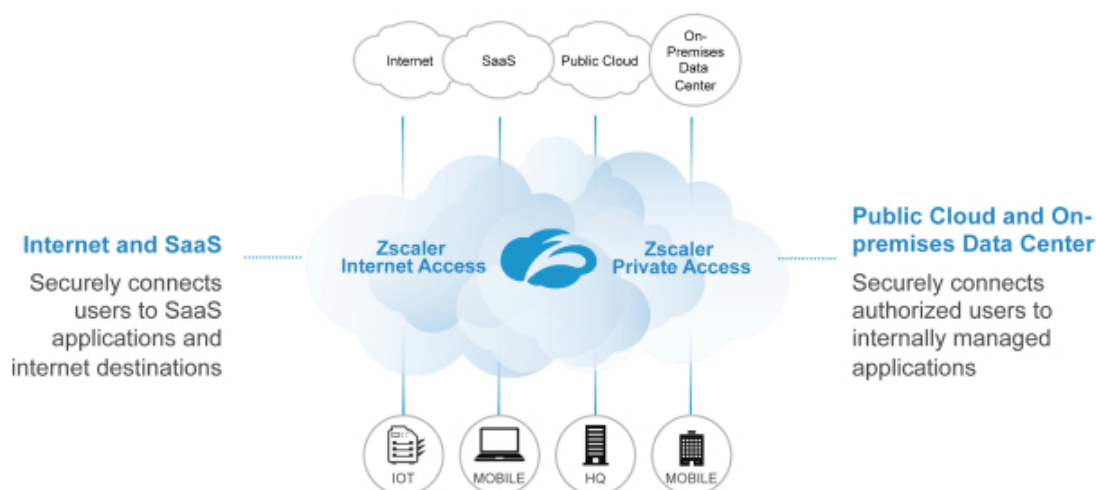 Internet
SaaS
Public Cloud
On-
Premises
Data
Center
Internet and SaaS
Securely connects
users to SaaS
applications and
internet destinations
Zscaler
Internet Access
Zscaler
Private Access
Public Cloud and On-
premises Data Center
Securely connects
authorized users to
internally managed
applications
IOT
MOBILE
HQ
MOBILE